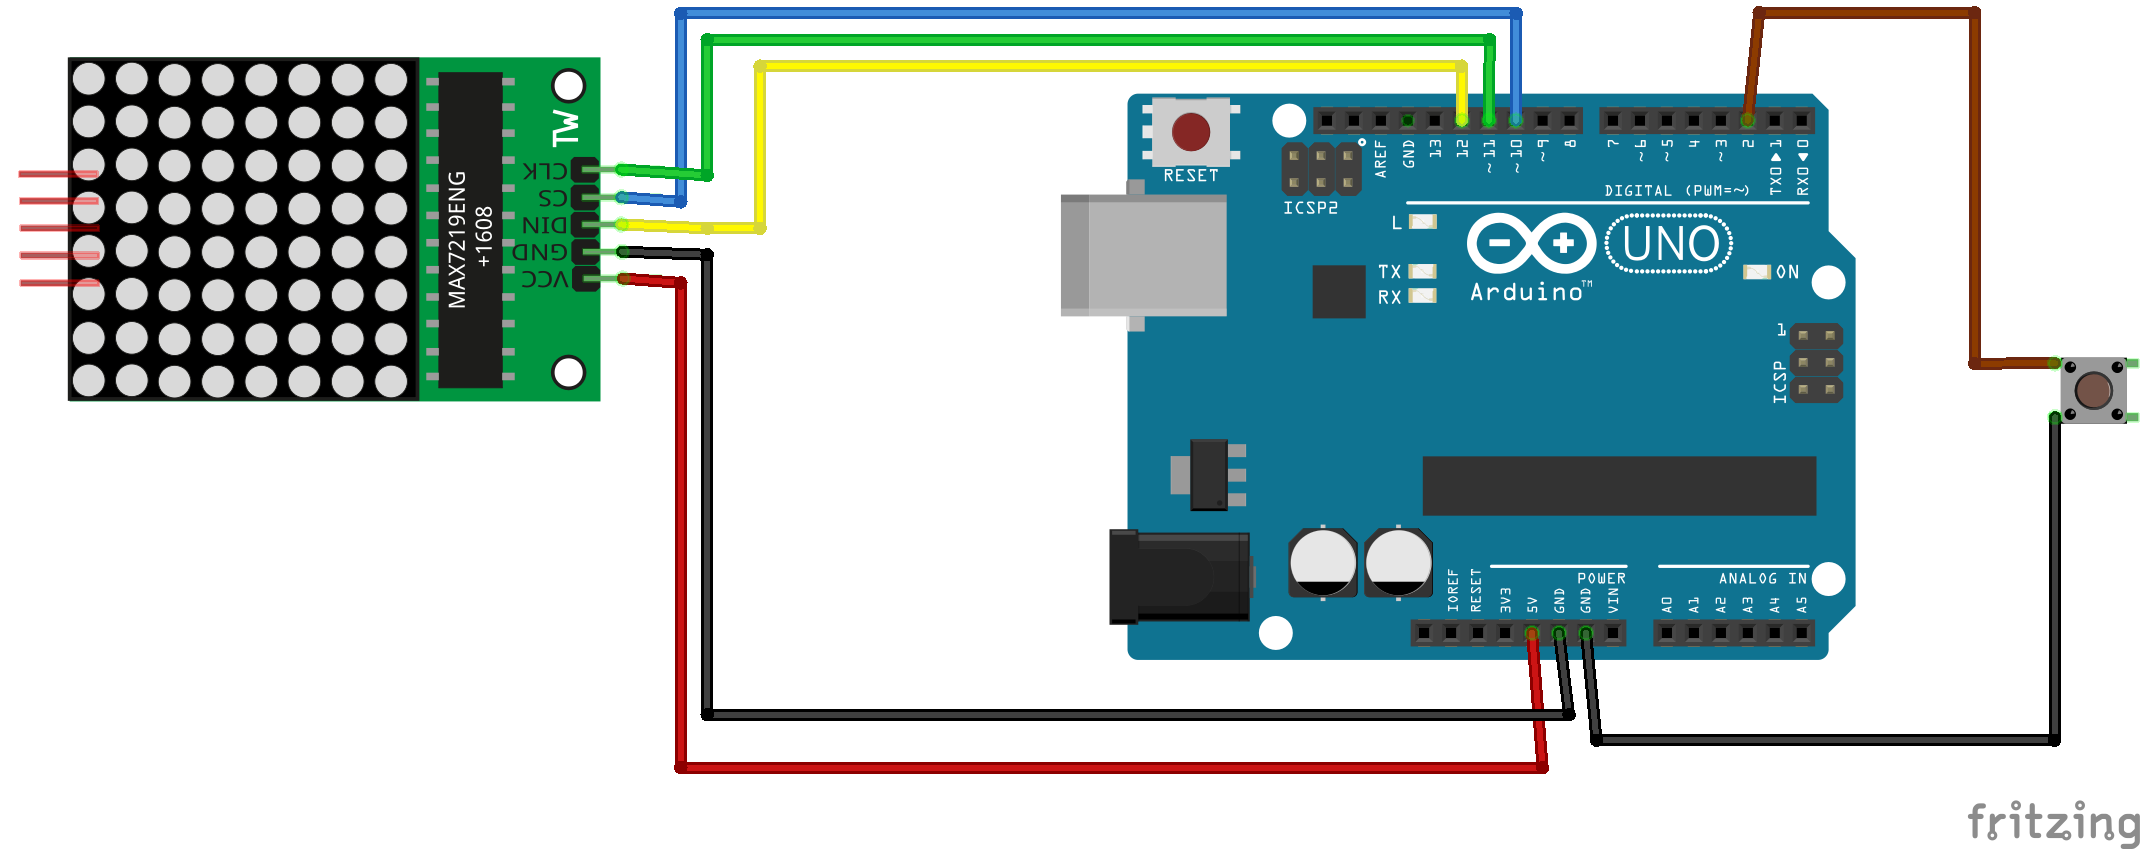 TW
CLK
CS
DIN
GND
VCC
MAX7219ENG
+1608
RESET
ICSP2
AREF
GND
13
12
~11
~10
~9
8
7
~6
~5
4
~3
2
TX0▶1
RX0◀0
DIGITAL (PWM=~)
L
TX
RX
UNO
ON
Arduino™
1
ICSP
IOREF
RESET
3V3
5V
GND
GND
VIN
POWER
ANALOG IN
A0
A1
A2
A3
A4
A5
fritzing